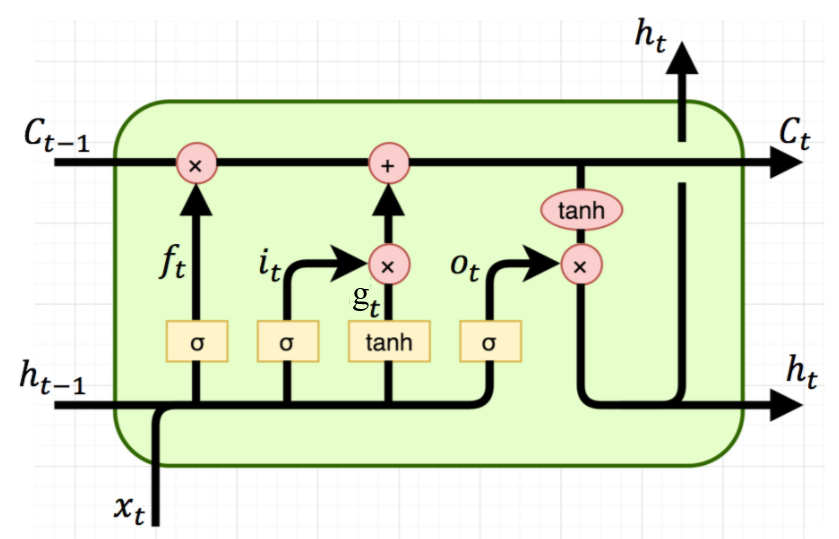 h_t
C_{t-1}
C_t
×
+
tanh
f_t
i_t
×
o_t
×
g_t
σ
σ
tanh
σ
h_{t-1}
h_t
x_t